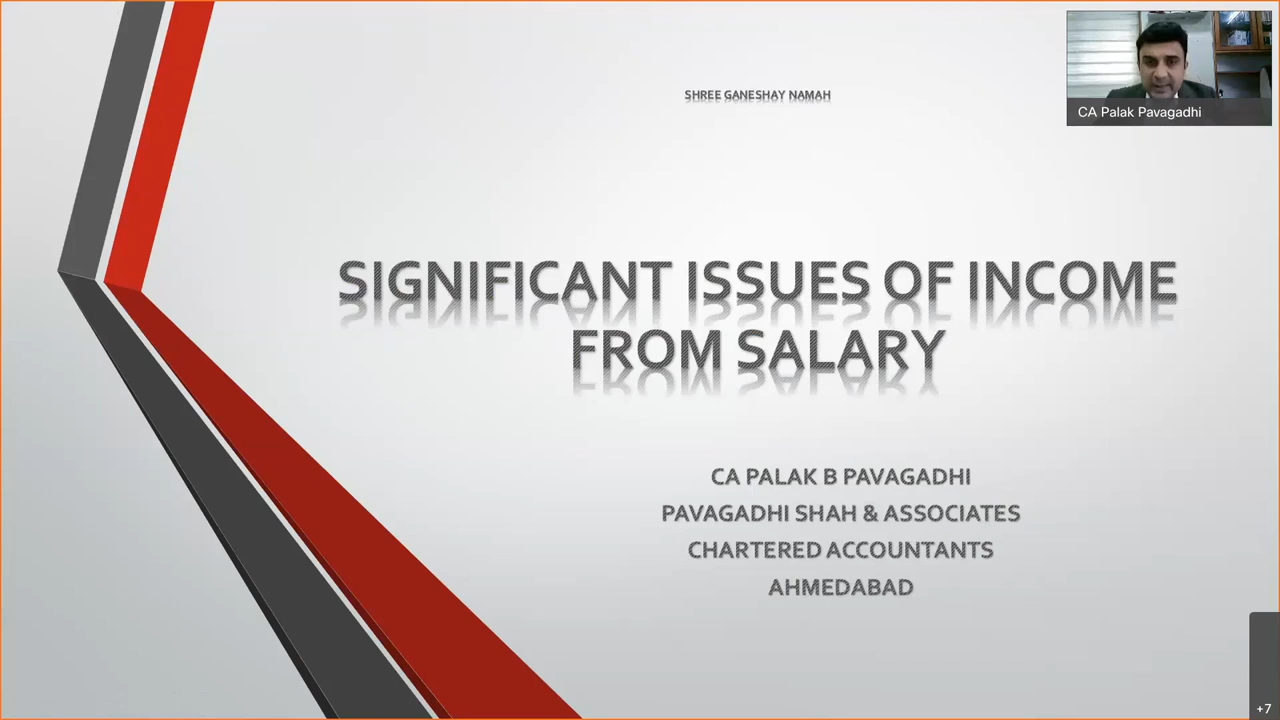 SHREE GANESHAY NAMAH
CA Palak Pavagadhi
SIGNIFICANT ISSUES OF INCOME
FROM SALARY
CA PALAK B PAVAGADHI
PAVAGADHI SHAH & ASSOCIATES
CHARTERED ACCOUNTANTS
AHMEDABAD
+7